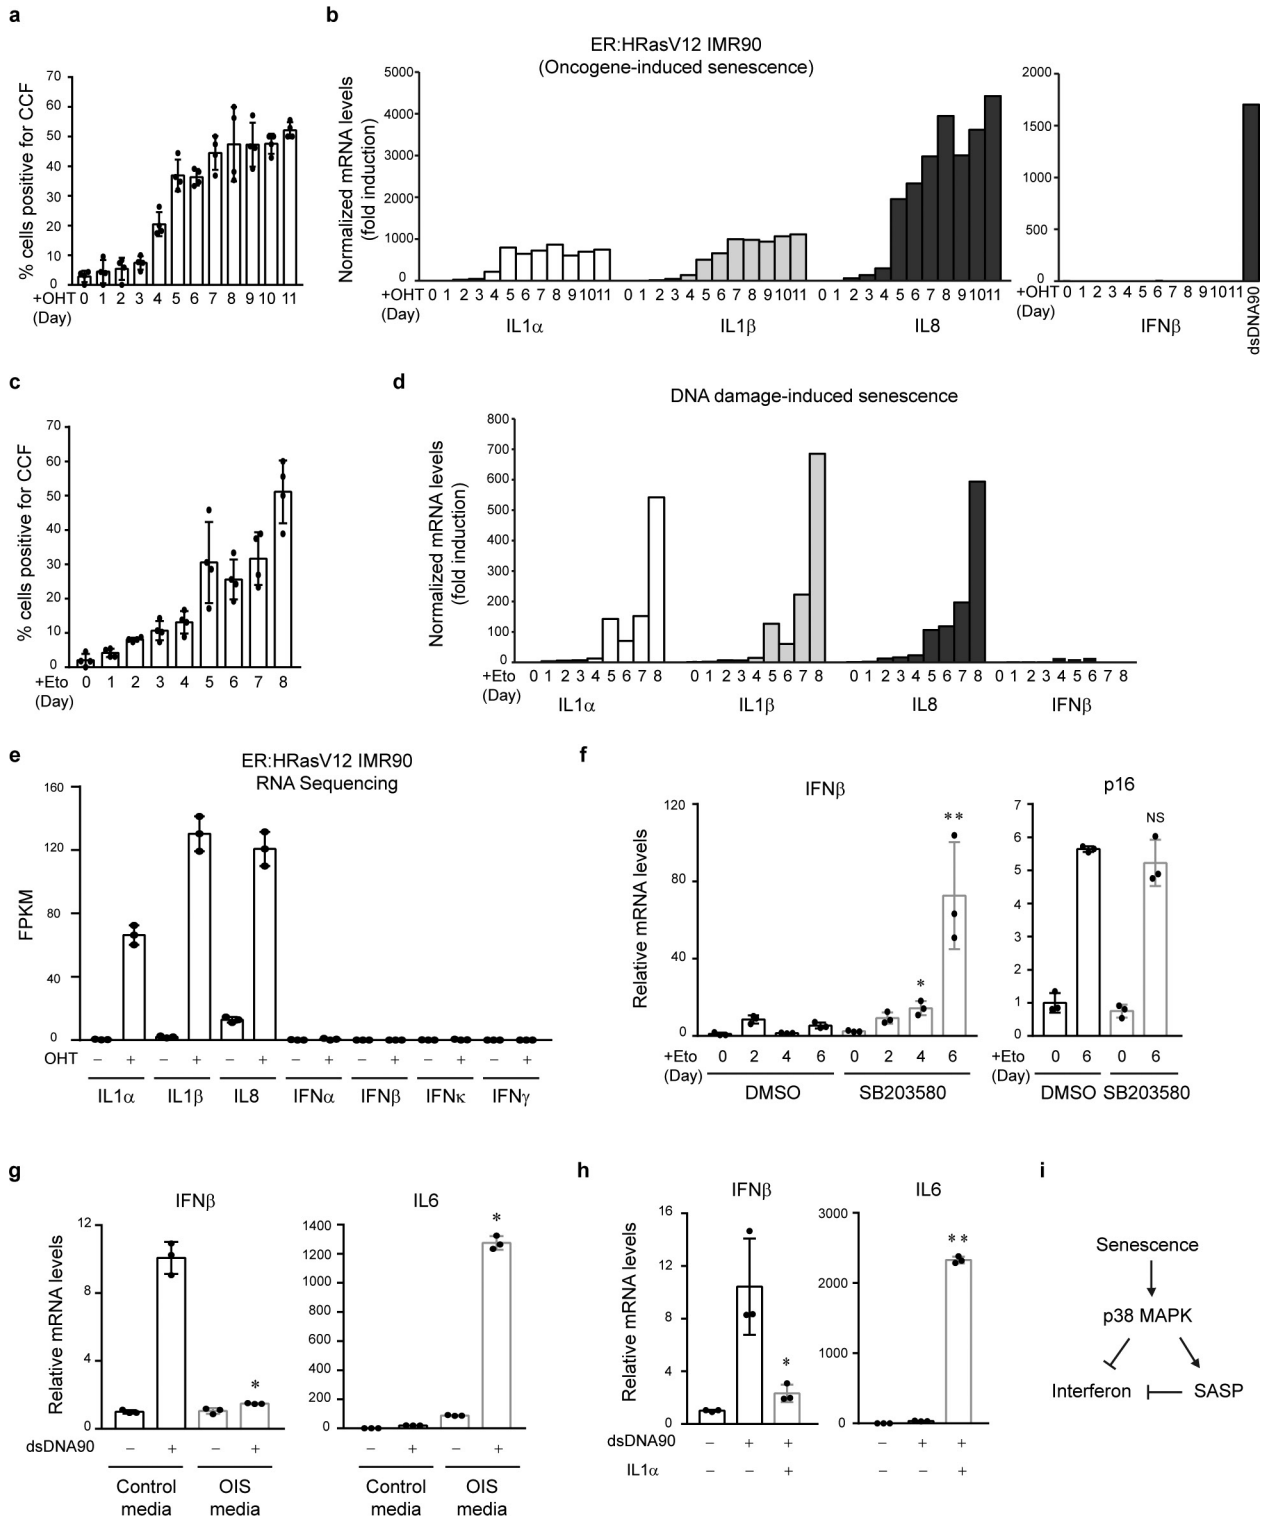 a
% cells positive for CCF
70
60
50
40
30
20
10
0
+OHT 0 1 2 3 4 5 6 7 8 9 10 11
(Day)
b
ER:HRasV12 IMR90
(Oncogene-induced senescence)
Normalized mRNA levels
(fold induction)
5000
4000
3000
2000
1000
0
+OHT 0 1 2 3 4 5 6 7 8 9 10 11 0 1 2 3 4 5 6 7 8 9 10 11 0 1 2 3 4 5 6 7 8 9 10 11
(Day)
IL1α IL1β IL8
2000
1500
1000
500
0
+OHT 0 1 2 3 4 5 6 7 8 9 10 11 dsDNA90
(Day)
IFNβ
c
% cells positive for CCF
70
60
50
40
30
20
10
0
+Eto 0 1 2 3 4 5 6 7 8
(Day)
d
DNA damage-induced senescence
Normalized mRNA levels
(fold induction)
800
700
600
500
400
300
200
100
0
+Eto 0 1 2 3 4 5 6 7 8 0 1 2 3 4 5 6 7 8 0 1 2 3 4 5 6 7 8 0 1 2 3 4 5 6 7 8
(Day)
IL1α IL1β IL8 IFNβ
e
ER:HRasV12 IMR90
RNA Sequencing
FPKM
160
120
80
40
0
OHT – + – + – + – + – + – + – +
IL1α IL1β IL8 IFNα IFNβ IFNκ IFNγ
f
IFNβ
Relative mRNA levels
120
80
40
0
* **
+Eto 0 2 4 6 0 2 4 6
(Day)
DMSO SB203580
p16
7
6
5
4
3
2
1
0
NS
+Eto 0 6 0 6
(Day)
DMSO SB203580
g
IFNβ
Relative mRNA levels
12
8
4
0
*
dsDNA90 – + – +
Control OIS
media media
IL6
1400
1200
1000
800
600
400
200
0
*
– + – +
Control OIS
media media
h
IFNβ
Relative mRNA levels
16
12
8
4
0
*
dsDNA90 – + +
IL1α – – +
IL6
3000
2000
1000
0
**
– + +
– – +
i
Senescence
p38 MAPK
Interferon SASP